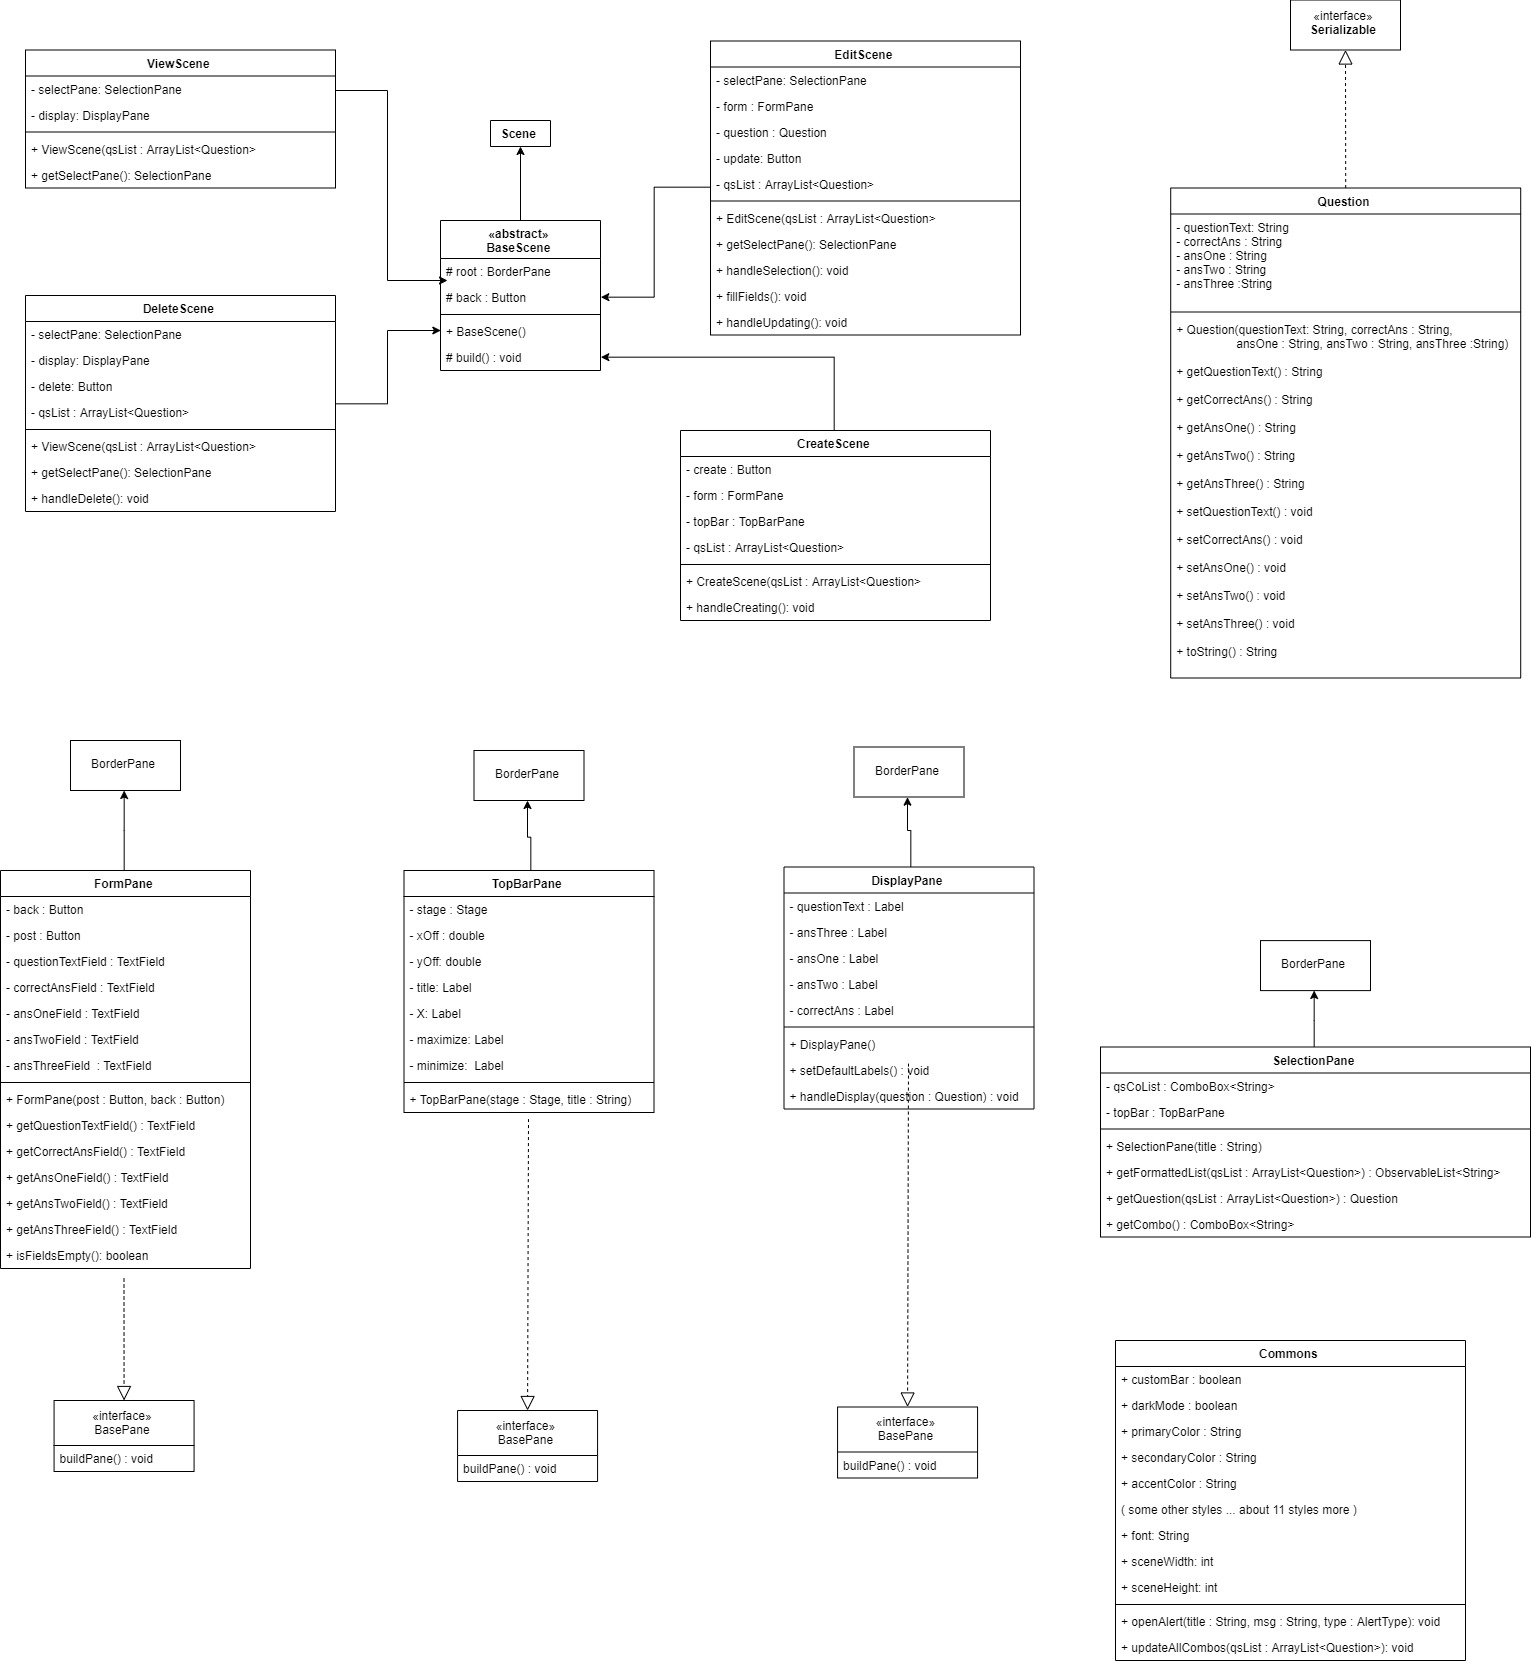 «interface»
Serializable
ViewScene
- selectPane: SelectionPane
- display: DisplayPane
+ ViewScene(qsList : ArrayList<Question>
+ getSelectPane(): SelectionPane
Scene
EditScene
- selectPane: SelectionPane
- form : FormPane
- question : Question
- update: Button
- qsList : ArrayList<Question>
+ EditScene(qsList : ArrayList<Question>
+ getSelectPane(): SelectionPane
+ handleSelection(): void
+ fillFields(): void
+ handleUpdating(): void
«abstract»
BaseScene
# root : BorderPane
# back : Button
+ BaseScene()
# build() : void
DeleteScene
- selectPane: SelectionPane
- display: DisplayPane
- delete: Button
- qsList : ArrayList<Question>
+ ViewScene(qsList : ArrayList<Question>
+ getSelectPane(): SelectionPane
+ handleDelete(): void
CreateScene
- create : Button
- form : FormPane
- topBar : TopBarPane
- qsList : ArrayList<Question>
+ CreateScene(qsList : ArrayList<Question>
+ handleCreating(): void
Question
- questionText: String
- correctAns : String
- ansOne : String
- ansTwo : String
- ansThree :String
+ Question(questionText: String, correctAns : String,
ansOne : String, ansTwo : String, ansThree :String)
+ getQuestionText() : String
+ getCorrectAns() : String
+ getAnsOne() : String
+ getAnsTwo() : String
+ getAnsThree() : String
+ setQuestionText() : void
+ setCorrectAns() : void
+ setAnsOne() : void
+ setAnsTwo() : void
+ setAnsThree() : void
+ toString() : String
BorderPane
FormPane
- back : Button
- post : Button
- questionTextField : TextField
- correctAnsField : TextField
- ansOneField : TextField
- ansTwoField : TextField
- ansThreeField  : TextField
+ FormPane(post : Button, back : Button)
+ getQuestionTextField() : TextField
+ getCorrectAnsField() : TextField
+ getAnsOneField() : TextField
+ getAnsTwoField() : TextField
+ getAnsThreeField() : TextField
+ isFieldsEmpty(): boolean
«interface»
BasePane
buildPane() : void
BorderPane
TopBarPane
- stage : Stage
- xOff : double
- yOff: double
- title: Label
- X: Label
- maximize: Label
- minimize:  Label
+ TopBarPane(stage : Stage, title : String)
«interface»
BasePane
buildPane() : void
BorderPane
DisplayPane
- questionText : Label
- ansThree : Label
- ansOne : Label
- ansTwo : Label
- correctAns : Label
+ DisplayPane()
+ setDefaultLabels() : void
+ handleDisplay(question : Question) : void
«interface»
BasePane
buildPane() : void
BorderPane
SelectionPane
- qsCoList : ComboBox<String>
- topBar : TopBarPane
+ SelectionPane(title : String)
+ getFormattedList(qsList : ArrayList<Question>) : ObservableList<String>
+ getQuestion(qsList : ArrayList<Question>) : Question
+ getCombo() : ComboBox<String>
Commons
+ customBar : boolean
+ darkMode : boolean
+ primaryColor : String
+ secondaryColor : String
+ accentColor : String
( some other styles ... about 11 styles more )
+ font: String
+ sceneWidth: int
+ sceneHeight: int
+ openAlert(title : String, msg : String, type : AlertType): void
+ updateAllCombos(qsList : ArrayList<Question>): void